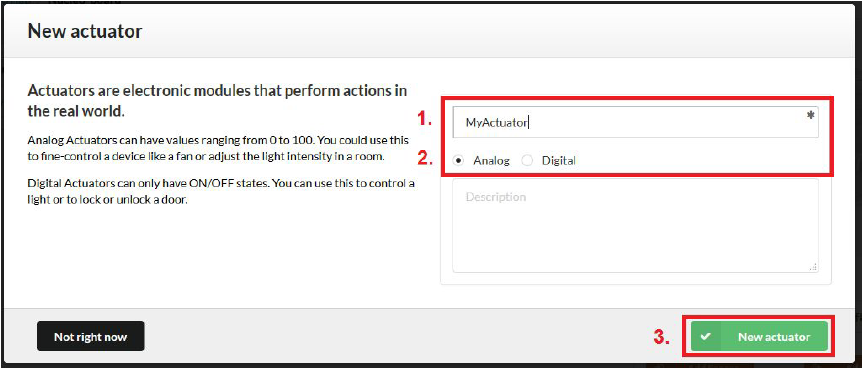 New actuator
Actuators are electronic modules that perform actions in
the real world.
Analog Actuators can have values ranging from 0 to 100. You could use this
to fine-control a device like a fan or adjust the light intensity in a room.
Digital Actuators can only have ON/OFF states. You can use this to control a
light or to lock or unlock a door.
1.
MyActuator
*
2.
Analog
Digital
Description
Not right now
3.
New actuator